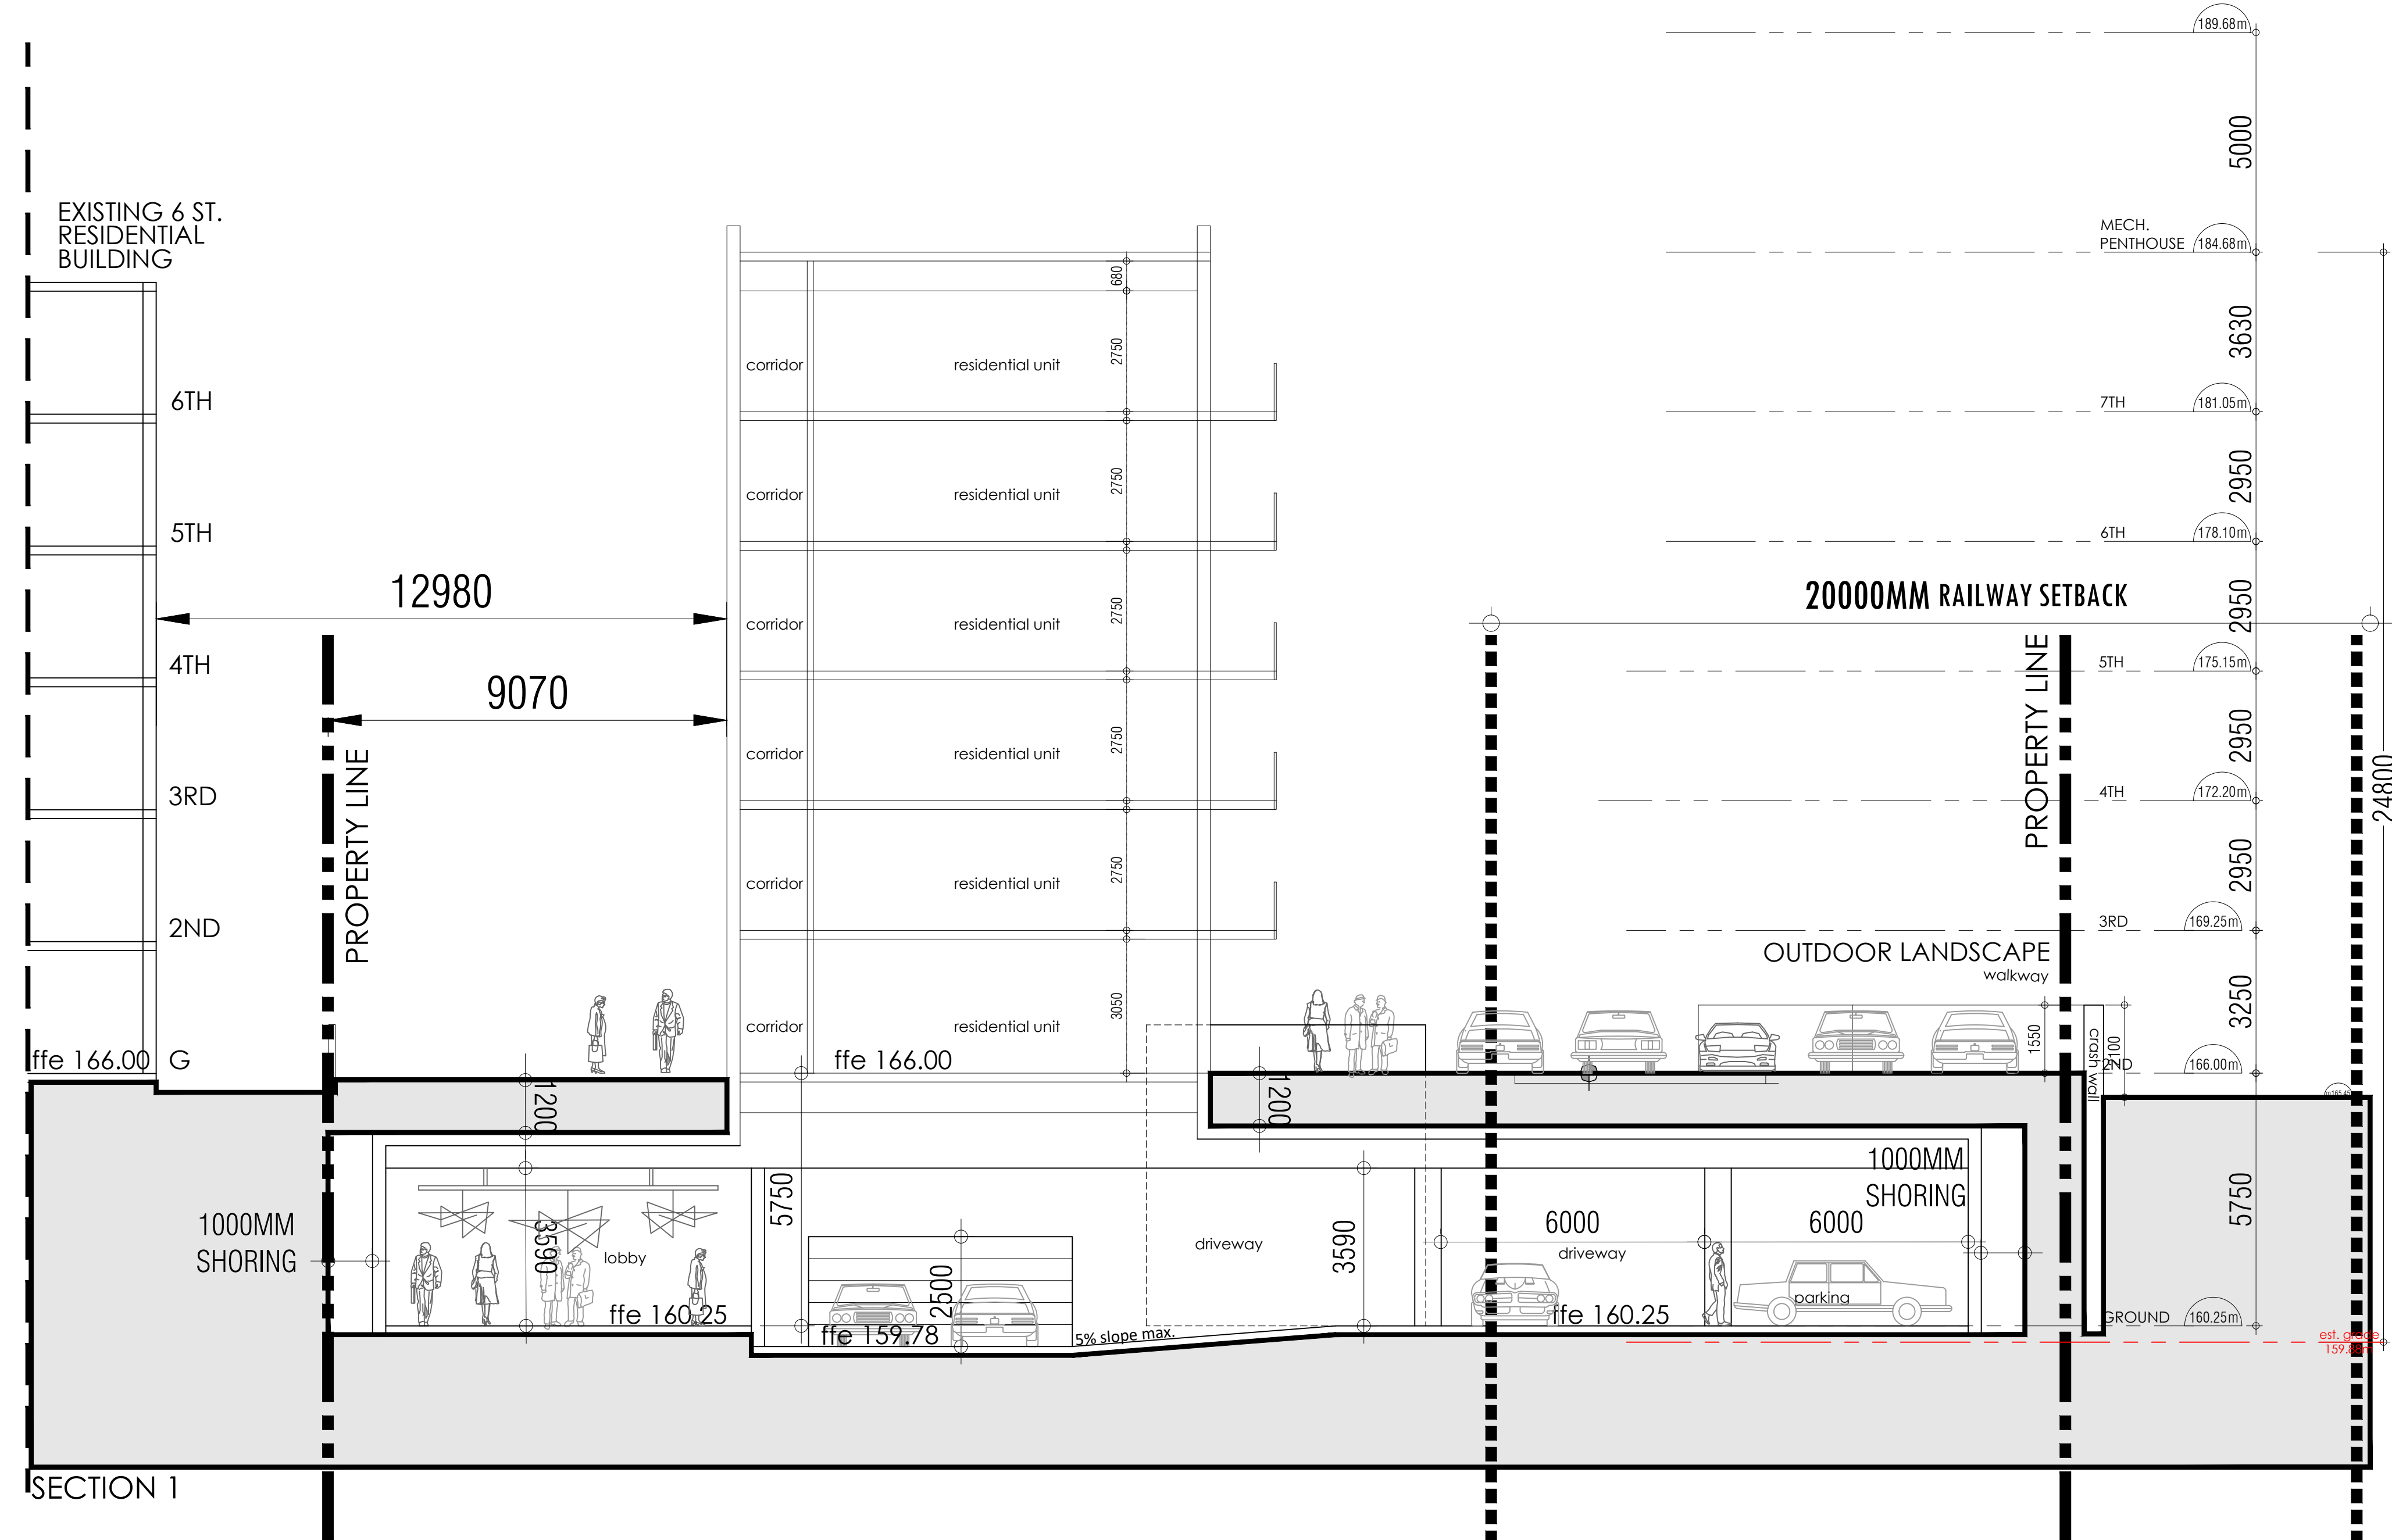 189.68m
5000
EXISTING 6 ST.
RESIDENTIAL
BUILDING
MECH.
PENTHOUSE 184.68m
680
3630
2750
corridor residential unit
6TH
7TH 181.05m
2950
2750
corridor residential unit
5TH
6TH 178.10m
12980
20000MM RAILWAY SETBACK
2950
2750
corridor residential unit
4TH
5TH 175.15m
9070
PROPERTY LINE
PROPERTY LINE
2950
2750
corridor residential unit
24800
3RD
4TH 172.20m
2950
2750
corridor residential unit
2ND
3RD 169.25m
OUTDOOR LANDSCAPE
walkway
3250
3050
corridor residential unit
1550
crash wall
2100
ffe 166.00 G
ffe 166.00
2ND 166.00m
1200
1200
1000MM
SHORING
1000MM
SHORING
5750
5750
6000
6000
3590
lobby
driveway
3590
driveway
2500
parking
ffe 160.25
ffe 159.78
5% slope max.
ffe 160.25
GROUND 160.25m
est. grade
SECTION 1